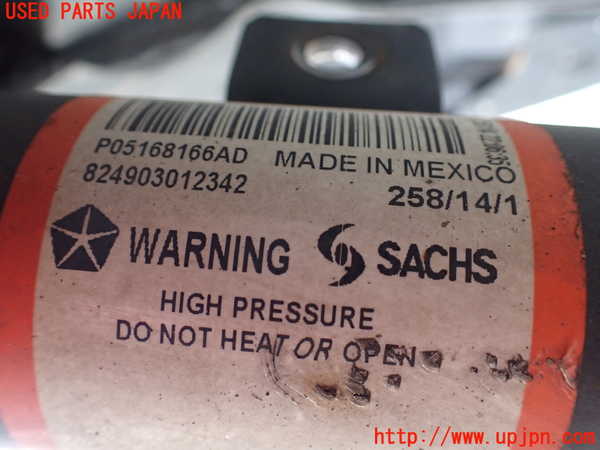 USED PARTS JAPAN
P05168166AD
MADE IN MEXICO
824903012342
258/14/1
WARNING
SACHS
HIGH PRESSURE
DO NOT HEAT OR OPEN
http://www.upjpn.com/